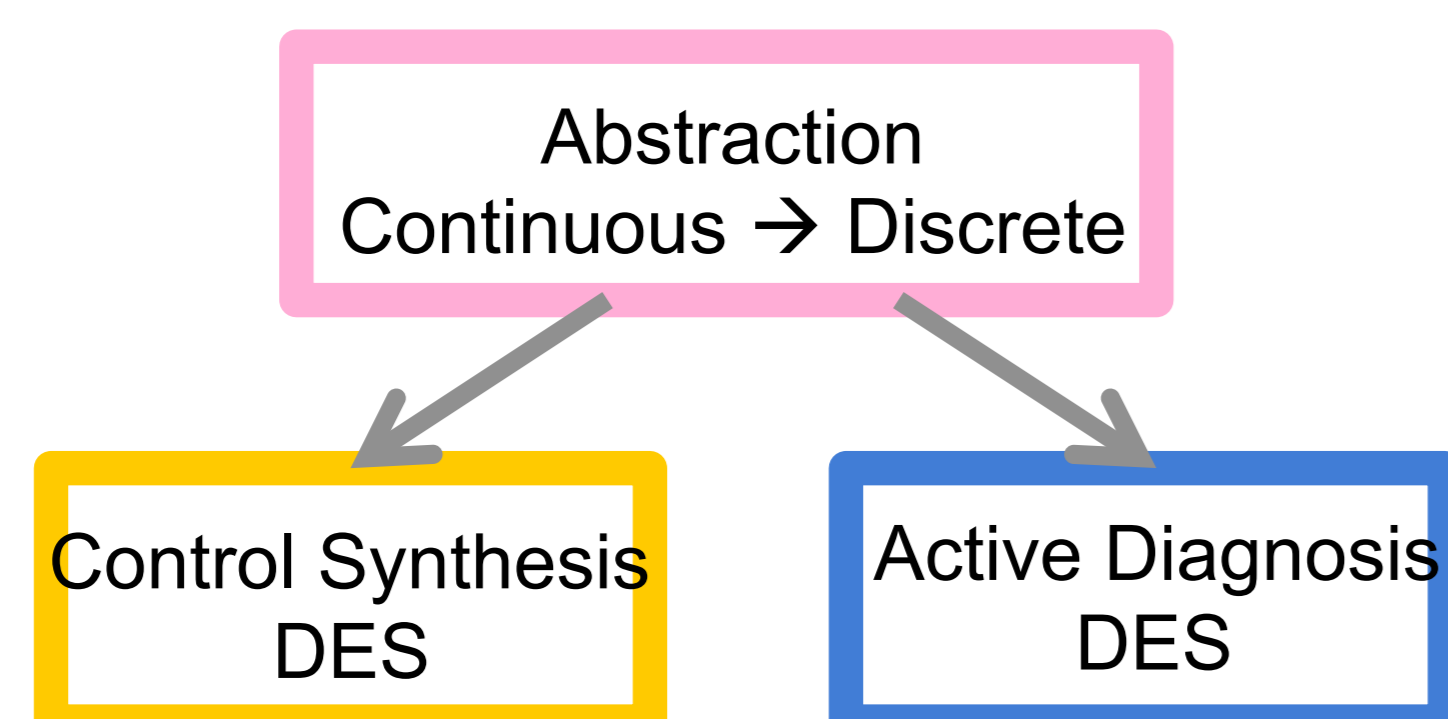 Abstraction
Continuous → Discrete
Control Synthesis
DES
Active Diagnosis
DES